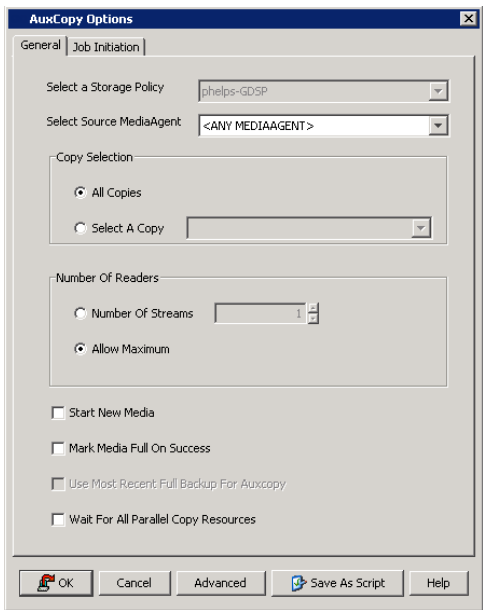 AuxCopy Options
General Job Initiation
Select a Storage Policy phelps-GDSP
Select Source MediaAgent <ANY MEDIAAGENT>
Copy Selection
All Copies
Select A Copy
Number Of Readers
Number Of Streams 1
Allow Maximum
Start New Media
Mark Media Full On Success
Use Most Recent Full Backup For Auxcopy
Wait For All Parallel Copy Resources
OK Cancel Advanced Save As Script Help